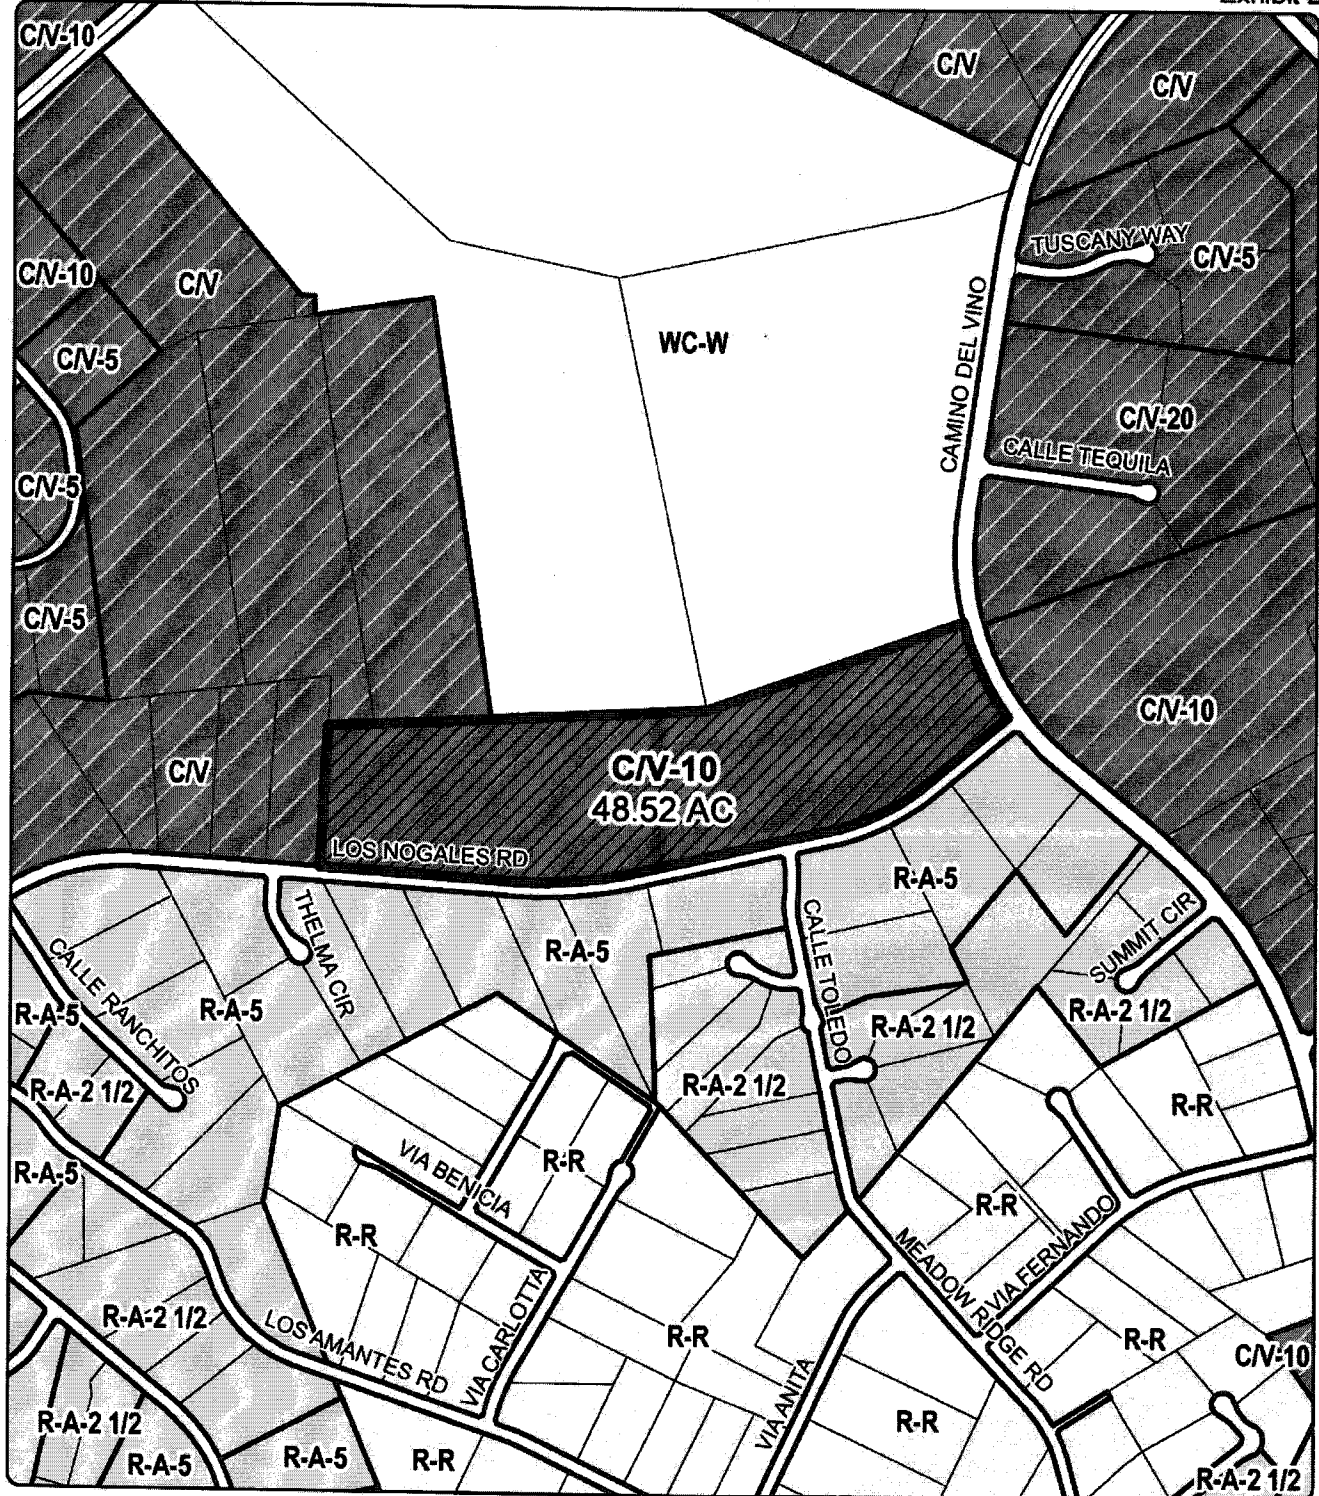 C/V-10
C/V
C/V
TUSCANY WAY
C/V-5
C/V-10
C/V
CAMINO DEL VINO
WC-W
C/V-5
C/V-20
CALLE TEQUILA
C/V-5
C/V-5
C/V-10
C/V
C/V-10
48.52 AC
LOS NOGALES RD
R-A-5
THELMA CIR
CALLE TOLEDO
SUMMIT CIR
R-A-5
CALLE RANCHITOS
R-A-5
R-A-5
R-A-2 1/2
R-A-2 1/2
R-A-2 1/2
R-A-2 1/2
R-R
VIA BENICIA
R-R
R-A-5
R-R
VIA FERNANDO
R-R
MEADOW RIDGE RD
R-A-2 1/2
LOS AMANTES RD
VIA CARLOTTA
R-R
R-R
C/V-10
VIA ANITA
R-A-2 1/2
R-R
R-A-5
R-A-5
R-R
R-A-2 1/2